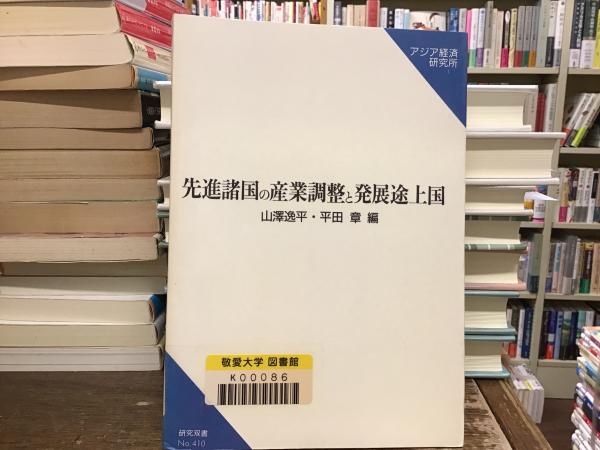 アジア経済
研究所
先進諸国の産業調整と発展途上国
山澤逸平・平田 章 編
敬愛大学 図書館
K00086
研究双書
No.410